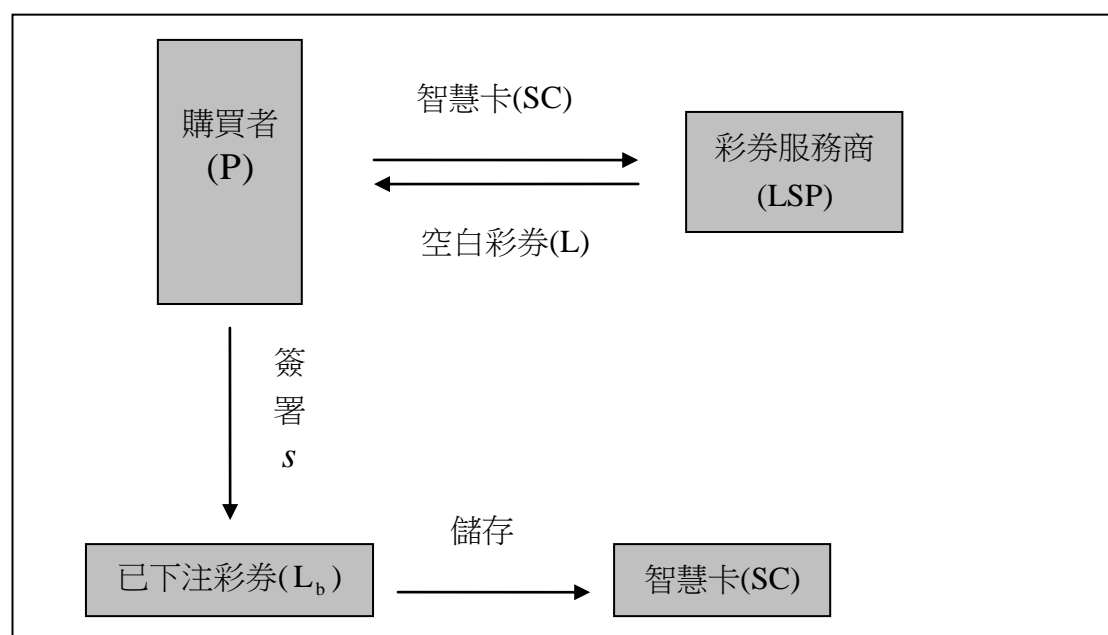 購買者
(P)
智慧卡(SC)
彩券服務商
(LSP)
空白彩券(L)
簽
署
s
已下注彩券(L_b)
儲存
智慧卡(SC)